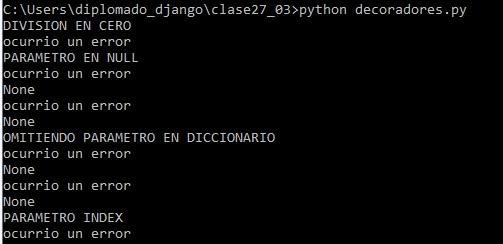 C:\Users\diplomado_django\clase27_03>python decoradores.py
DIVISION EN CERO
ocurrio un error
PARAMETRO EN NULL
ocurrio un error
None
ocurrio un error
None
OMITIENDO PARAMETRO EN DICCIONARIO
ocurrio un error
None
ocurrio un error
None
PARAMETRO INDEX
ocurrio un error